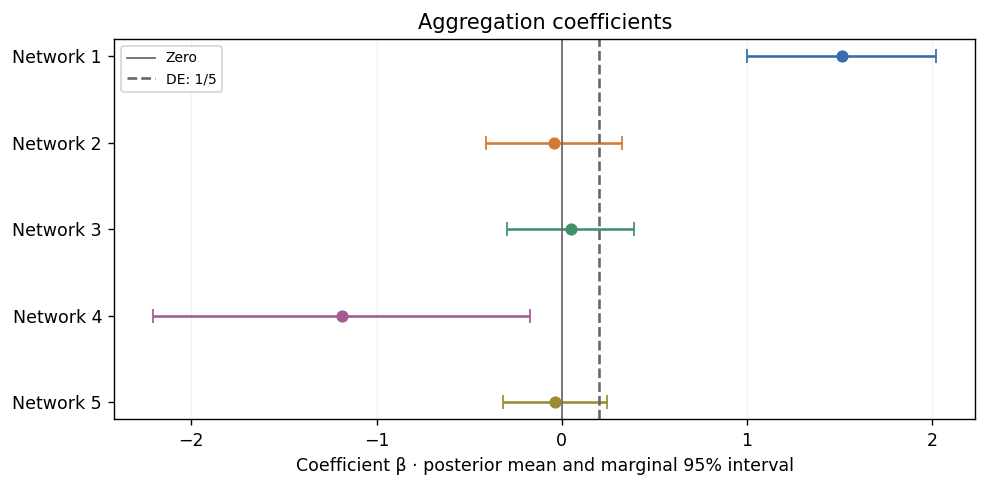 Aggregation coefficients
Zero
DE: 1/5
Network 1
Network 2
Network 3
Network 4
Network 5
−2 −1 0 1 2
Coefficient β · posterior mean and marginal 95% interval